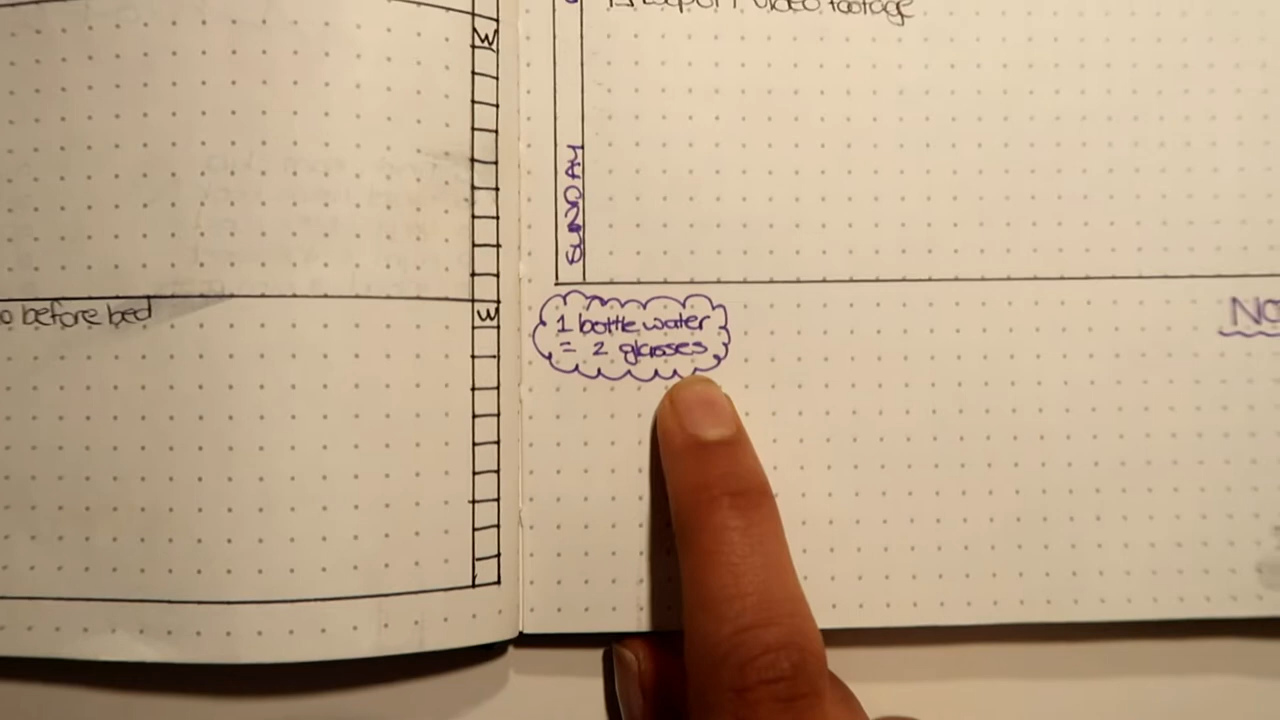 video footage
W
SUNDAY
before bed
W
1 bottle water
= 2 glasses